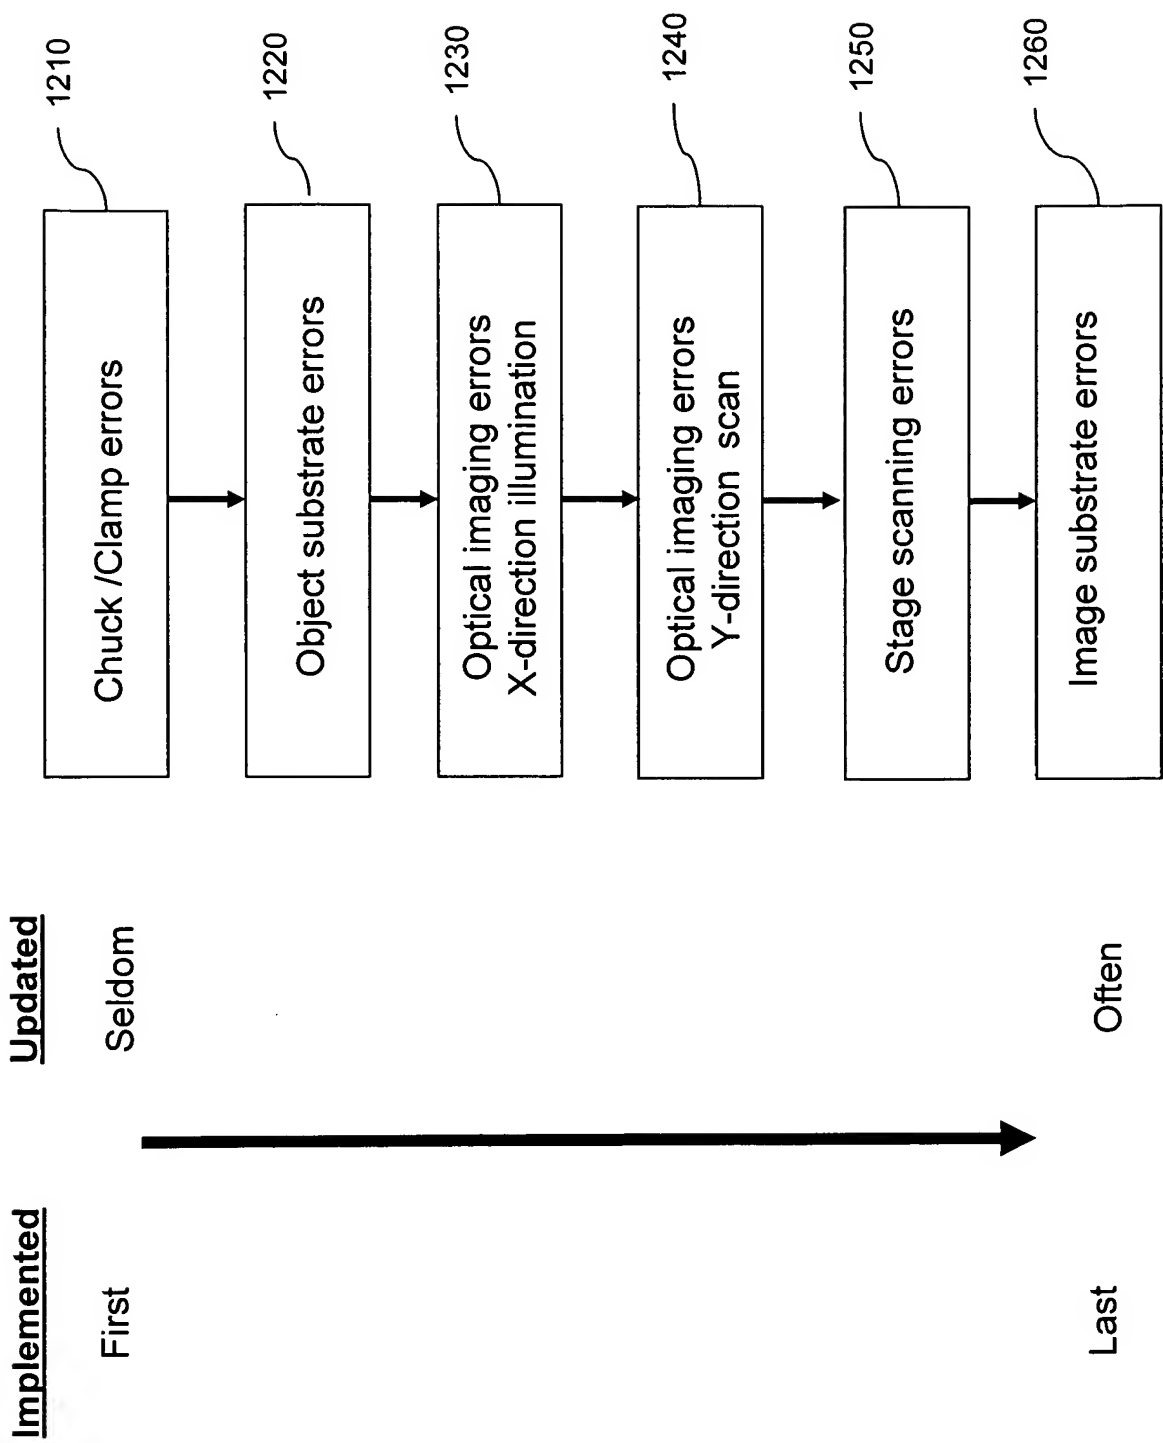 Implemented
Updated
First
Seldom
Chuck /Clamp errors
1210
Object substrate errors
1220
Optical imaging errors
X-direction illumination
1230
Optical imaging errors
Y-direction scan
1240
Stage scanning errors
1250
Last
Often
Image substrate errors
1260